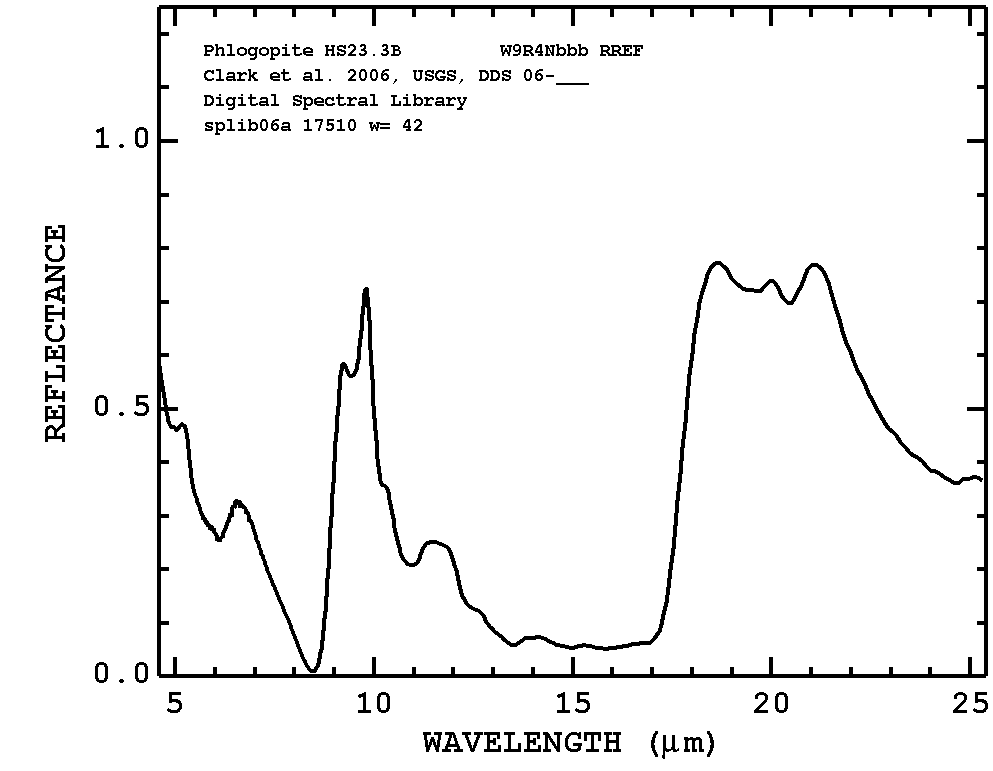 Phlogopite HS23.3B W9R4Nbbb RREF
Clark et al. 2006, USGS, DDS 06-___
Digital Spectral Library
splib06a 17510 w= 42
1.0
REFLECTANCE
0.5
0.0
5 10 15 20 25
WAVELENGTH (μm)